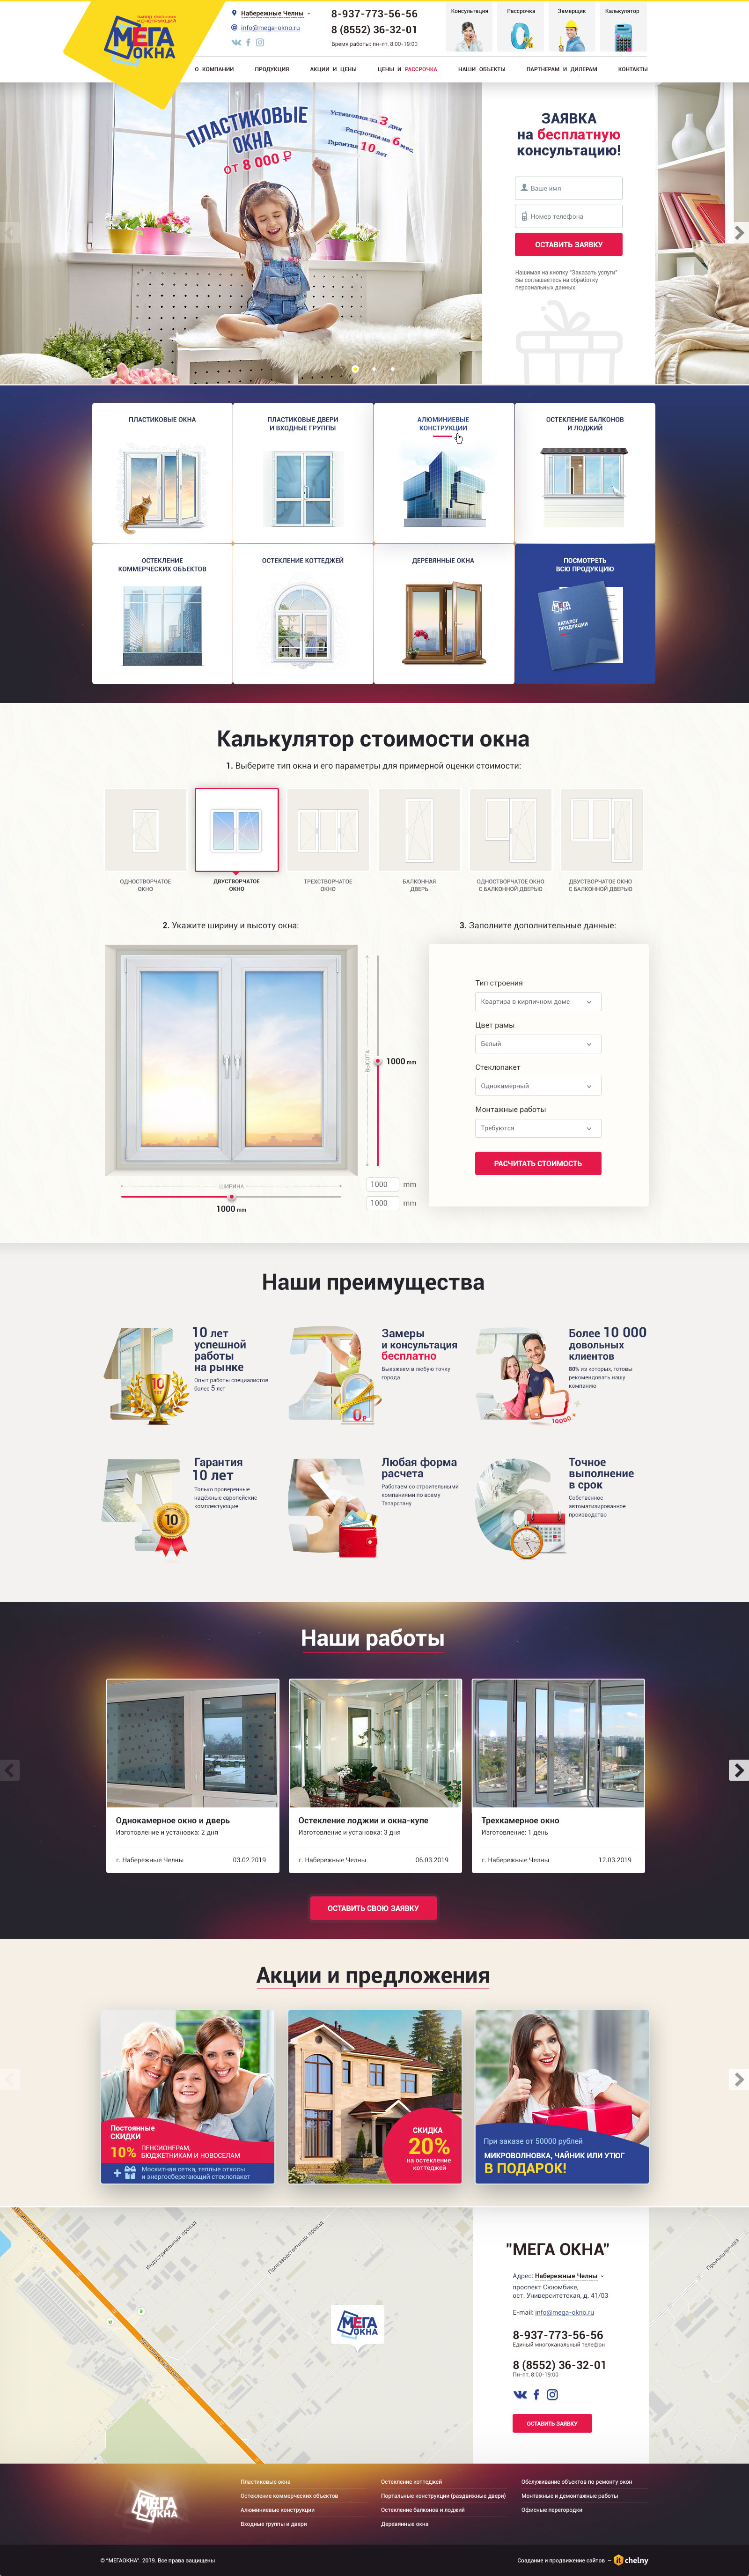 ЗАВОД ОКОННЫХ
КОНСТРУКЦИЙ
МЕГА
ОКНА
Набережные Челны
info@mega-okno.ru
8-937-773-56-56
8 (8552) 36-32-01
Время работы: пн-пт, 8:00-19:00
Консультация
Рассрочка
Замерщик
Калькулятор
О КОМПАНИИ
ПРОДУКЦИЯ
АКЦИИ И ЦЕНЫ
ЦЕНЫ И РАССРОЧКА
НАШИ ОБЪЕКТЫ
ПАРТНЕРАМ И ДИЛЕРАМ
КОНТАКТЫ
ПЛАСТИКОВЫЕ
ОКНА
от 8 000 ₽
Установка за 3 дня
Рассрочка на 6 мес.
Гарантия 10 лет
ЗАЯВКА
на бесплатную
консультацию!
Ваше имя
Номер телефона
ОСТАВИТЬ ЗАЯВКУ
Нашимая на кнопку "Заказать услуги"
Вы соглашаетесь на обработку
персональных данных
ПЛАСТИКОВЫЕ ОКНА
ПЛАСТИКОВЫЕ ДВЕРИ
И ВХОДНЫЕ ГРУППЫ
АЛЮМИНИЕВЫЕ
КОНСТРУКЦИИ
ОСТЕКЛЕНИЕ БАЛКОНОВ
И ЛОДЖИЙ
ОСТЕКЛЕНИЕ
КОММЕРЧЕСКИХ ОБЪЕКТОВ
ОСТЕКЛЕНИЕ КОТТЕДЖЕЙ
ДЕРЕВЯННЫЕ ОКНА
ПОСМОТРЕТЬ
ВСЮ ПРОДУКЦИЮ
МЕГА
ОКНА
КАТАЛОГ
ПРОДУКЦИИ
Калькулятор стоимости окна
1. Выберите тип окна и его параметры для примерной оценки стоимости:
ОДНОСТВОРЧАТОЕ
ОКНО
ДВУСТВОРЧАТОЕ
ОКНО
ТРЕХСТВОРЧАТОЕ
ОКНО
БАЛКОННАЯ
ДВЕРЬ
ОДНОСТВОРЧАТОЕ ОКНО
С БАЛКОННОЙ ДВЕРЬЮ
ДВУСТВОРЧАТОЕ ОКНО
С БАЛКОННОЙ ДВЕРЬЮ
2. Укажите ширину и высоту окна:
ВЫСОТА
1000 mm
ШИРИНА
1000 mm
1000 mm
1000 mm
3. Заполните дополнительные данные:
Тип строения
Квартира в кирпичном доме
Цвет рамы
Белый
Стеклопакет
Однокамерный
Монтажные работы
Требуются
РАСЧИТАТЬ СТОИМОСТЬ
Наши преимущества
10 лет
успешной
работы
на рынке
Опыт работы специалистов
более 5 лет
10
ЛЕТ
Замеры
и консультация
бесплатно
Выезжаем в любую точку
города
0₽
Более 10 000
довольных
клиентов
80% из которых, готовы
рекомендовать нашу
компанию
10000
Гарантия
10 лет
Только проверенные
надёжные европейские
комплектующие
10
Любая форма
расчета
Работаем со строительными
компаниями по всему
Татарстану
Точное
выполнение
в срок
Собственное
автоматизированное
производство
Наши работы
Однокамерное окно и дверь
Изготовление и установка: 2 дня
г. Набережные Челны
03.02.2019
Остекление лоджии и окна-купе
Изготовление и установка: 3 дня
г. Набережные Челны
06.03.2019
Трехкамерное окно
Изготовление: 1 день
г. Набережные Челны
12.03.2019
ОСТАВИТЬ СВОЮ ЗАЯВКУ
Акции и предложения
Постоянные
СКИДКИ
10% ПЕНСИОНЕРАМ,
БЮДЖЕТНИКАМ И НОВОСЕЛАМ
+ Москитная сетка, теплые откосы
и энергосберегающий стеклопакет
СКИДКА
20%
на остекление
коттеджей
При заказе от 50000 рублей
МИКРОВОЛНОВКА, ЧАЙНИК ИЛИ УТЮГ
В ПОДАРОК!
Индустриальный проезд
Производственный проезд
Промышленная
МЕГА
ОКНА
"МЕГА ОКНА"
Адрес: Набережные Челны
проспект Сююмбике,
ост. Университетская, д. 41/03
E-mail: info@mega-okno.ru
8-937-773-56-56
Единый многоканальный телефон
8 (8552) 36-32-01
Пн-пт, 8:00-19:00
ОСТАВИТЬ ЗАЯВКУ
МЕГА
ОКНА
Пластиковые окна
Остекление коммерческих объектов
Алюминиевые конструкции
Входные группы и двери
Остекление коттеджей
Портальные конструкции (раздвижные двери)
Остекление балконов и лоджий
Деревянные окна
Обслуживание объектов по ремонту окон
Монтажные и демонтажные работы
Офисные перегородки
© "МЕГАОКНА". 2019. Все права защищены
Создание и продвижение сайтов – it chelny